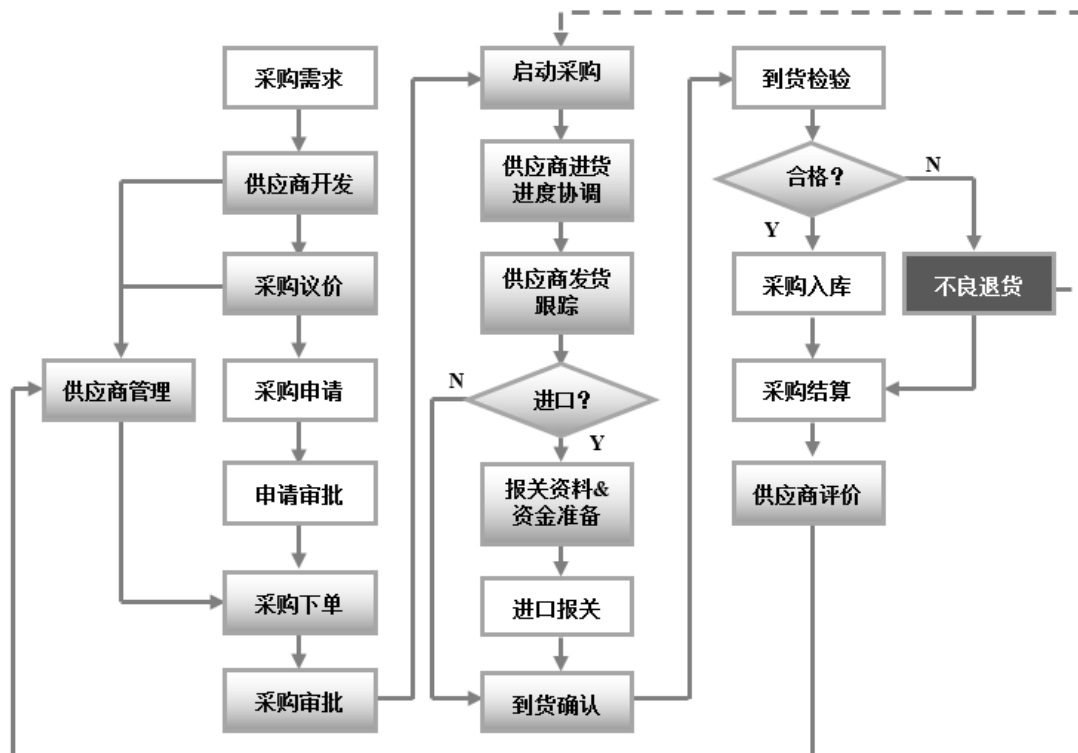 采购需求
供应商开发
采购议价
供应商管理
采购申请
申请审批
采购下单
采购审批
启动采购
供应商进货
进度协调
供应商发货
跟踪
N
进口?
Y
报关资料&
资金准备
进口报关
到货确认
到货检验
合格?
N
Y
采购入库
不良退货
采购结算
供应商评价